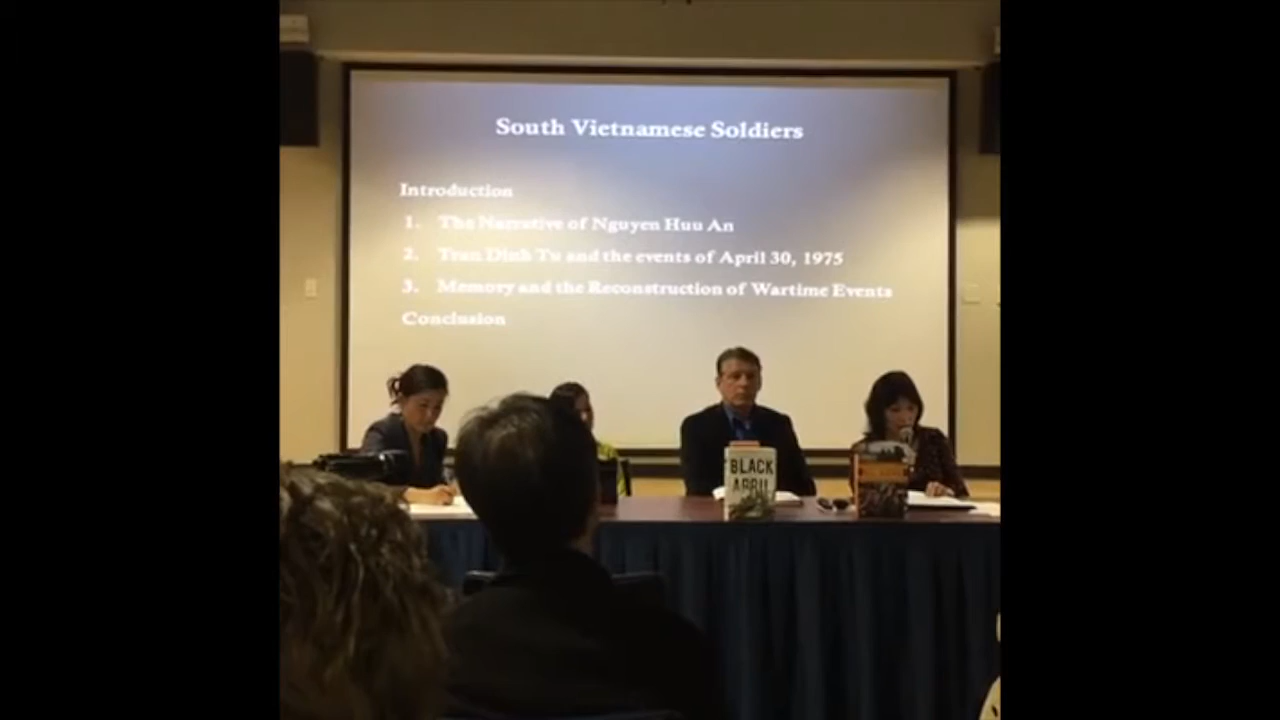 South Vietnamese Soldiers
Introduction
1. The Narrative of Nguyen Huu An
2. Tran Dinh Tu and the events of April 30, 1975
3. Memory and the Reconstruction of Wartime Events
Conclusion
BLACK
APRIL